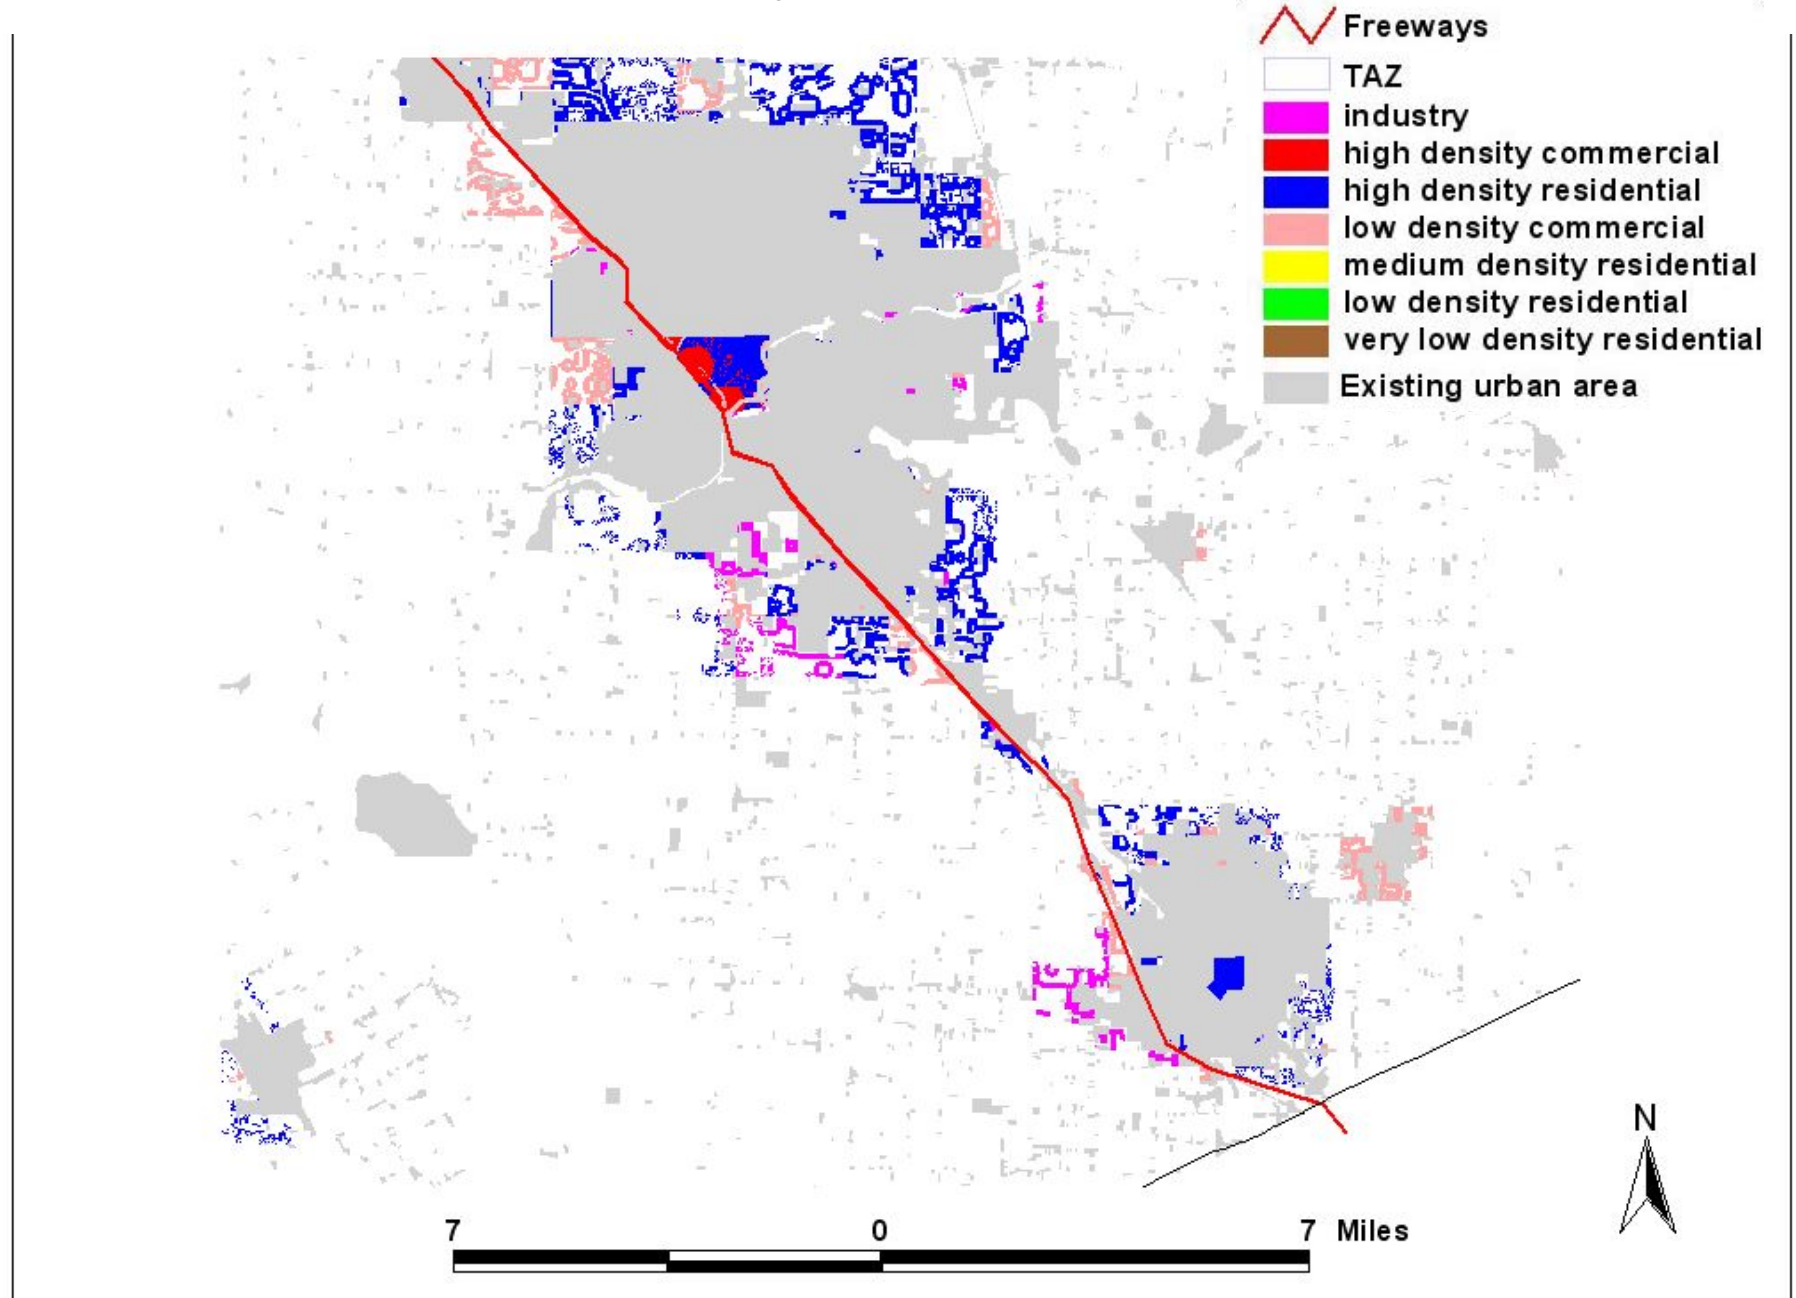 Freeways
TAZ
industry
high density commercial
high density residential
low density commercial
medium density residential
low density residential
very low density residential
Existing urban area
N
7 0 7 Miles